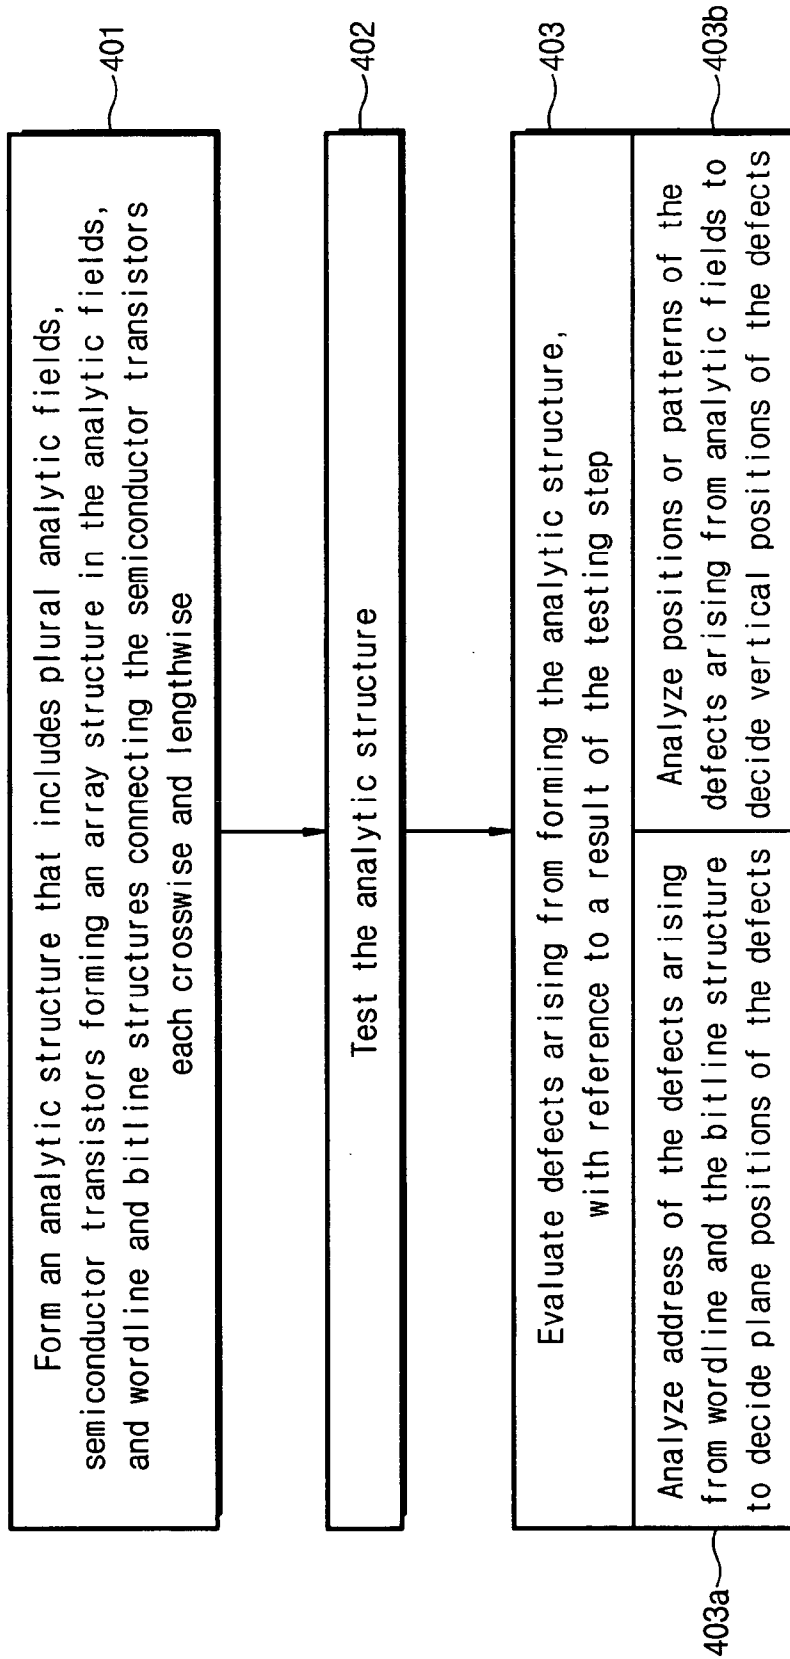 Form an analytic structure that includes plural analytic fields,
semiconductor transistors forming an array structure in the analytic fields,
and wordline and bitline structures connecting the semiconductor transistors
each crosswise and lengthwise
401
Test the analytic structure
402
Evaluate defects arising from forming the analytic structure,
with reference to a result of the testing step
403
Analyze address of the defects arising
from wordline and the bitline structure
to decide plane positions of the defects
403a
Analyze positions or patterns of the
defects arising from analytic fields to
decide vertical positions of the defects
403b